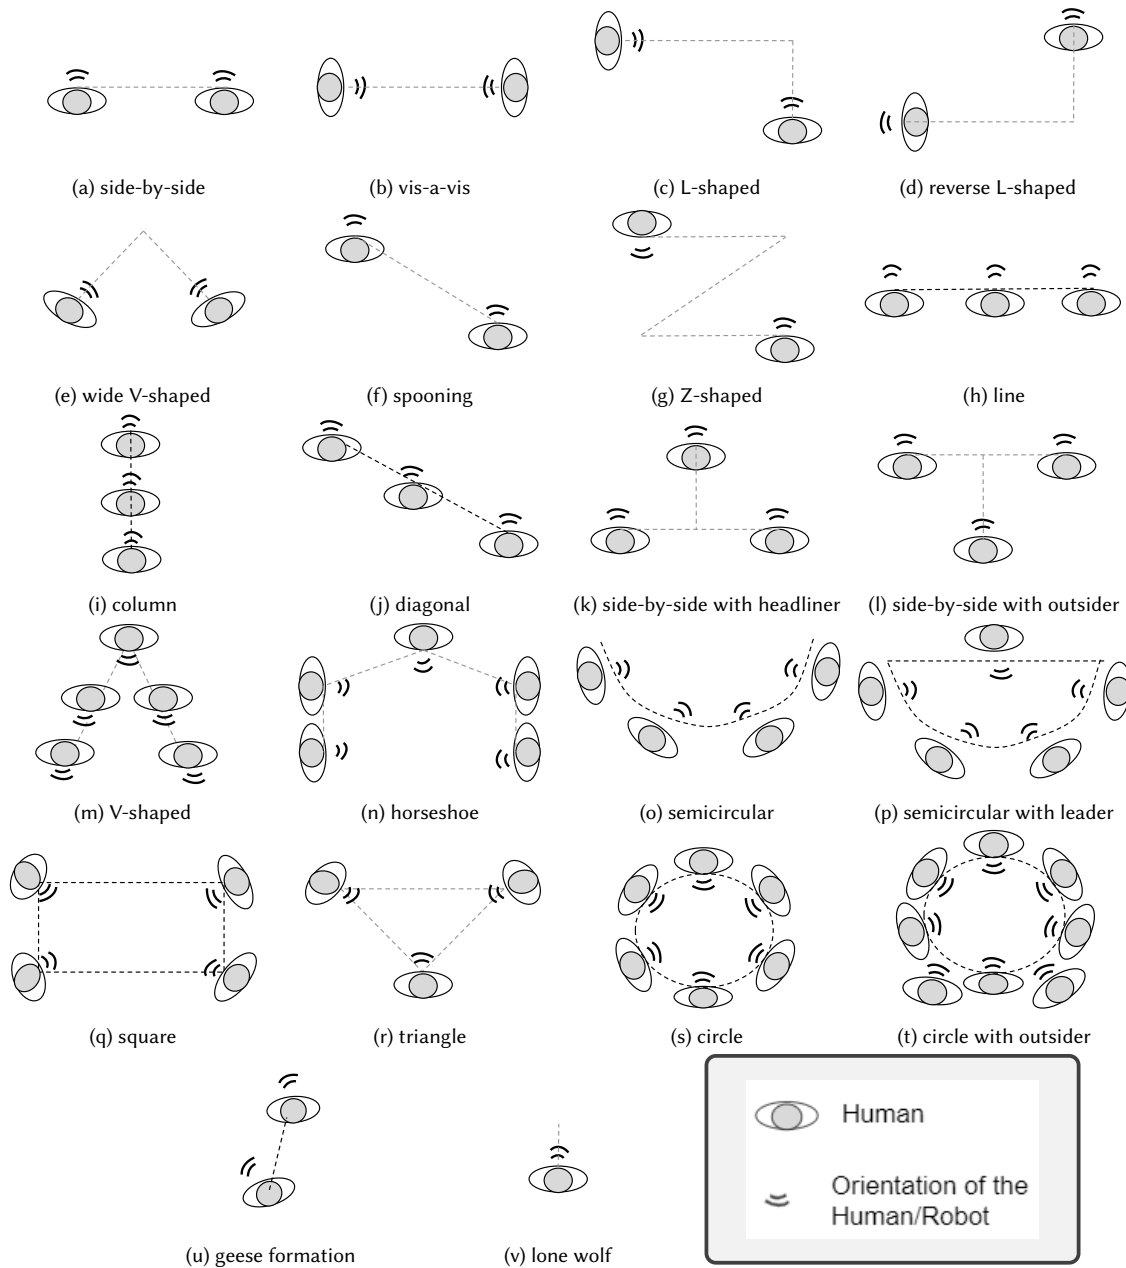 (a) side-by-side
(b) vis-a-vis
(c) L-shaped
(d) reverse L-shaped
(e) wide V-shaped
(f) spooning
(g) Z-shaped
(h) line
(i) column
(j) diagonal
(k) side-by-side with headliner
(l) side-by-side with outsider
(m) V-shaped
(n) horseshoe
(o) semicircular
(p) semicircular with leader
(q) square
(r) triangle
(s) circle
(t) circle with outsider
(u) geese formation
(v) lone wolf
Human
Orientation of the
Human/Robot